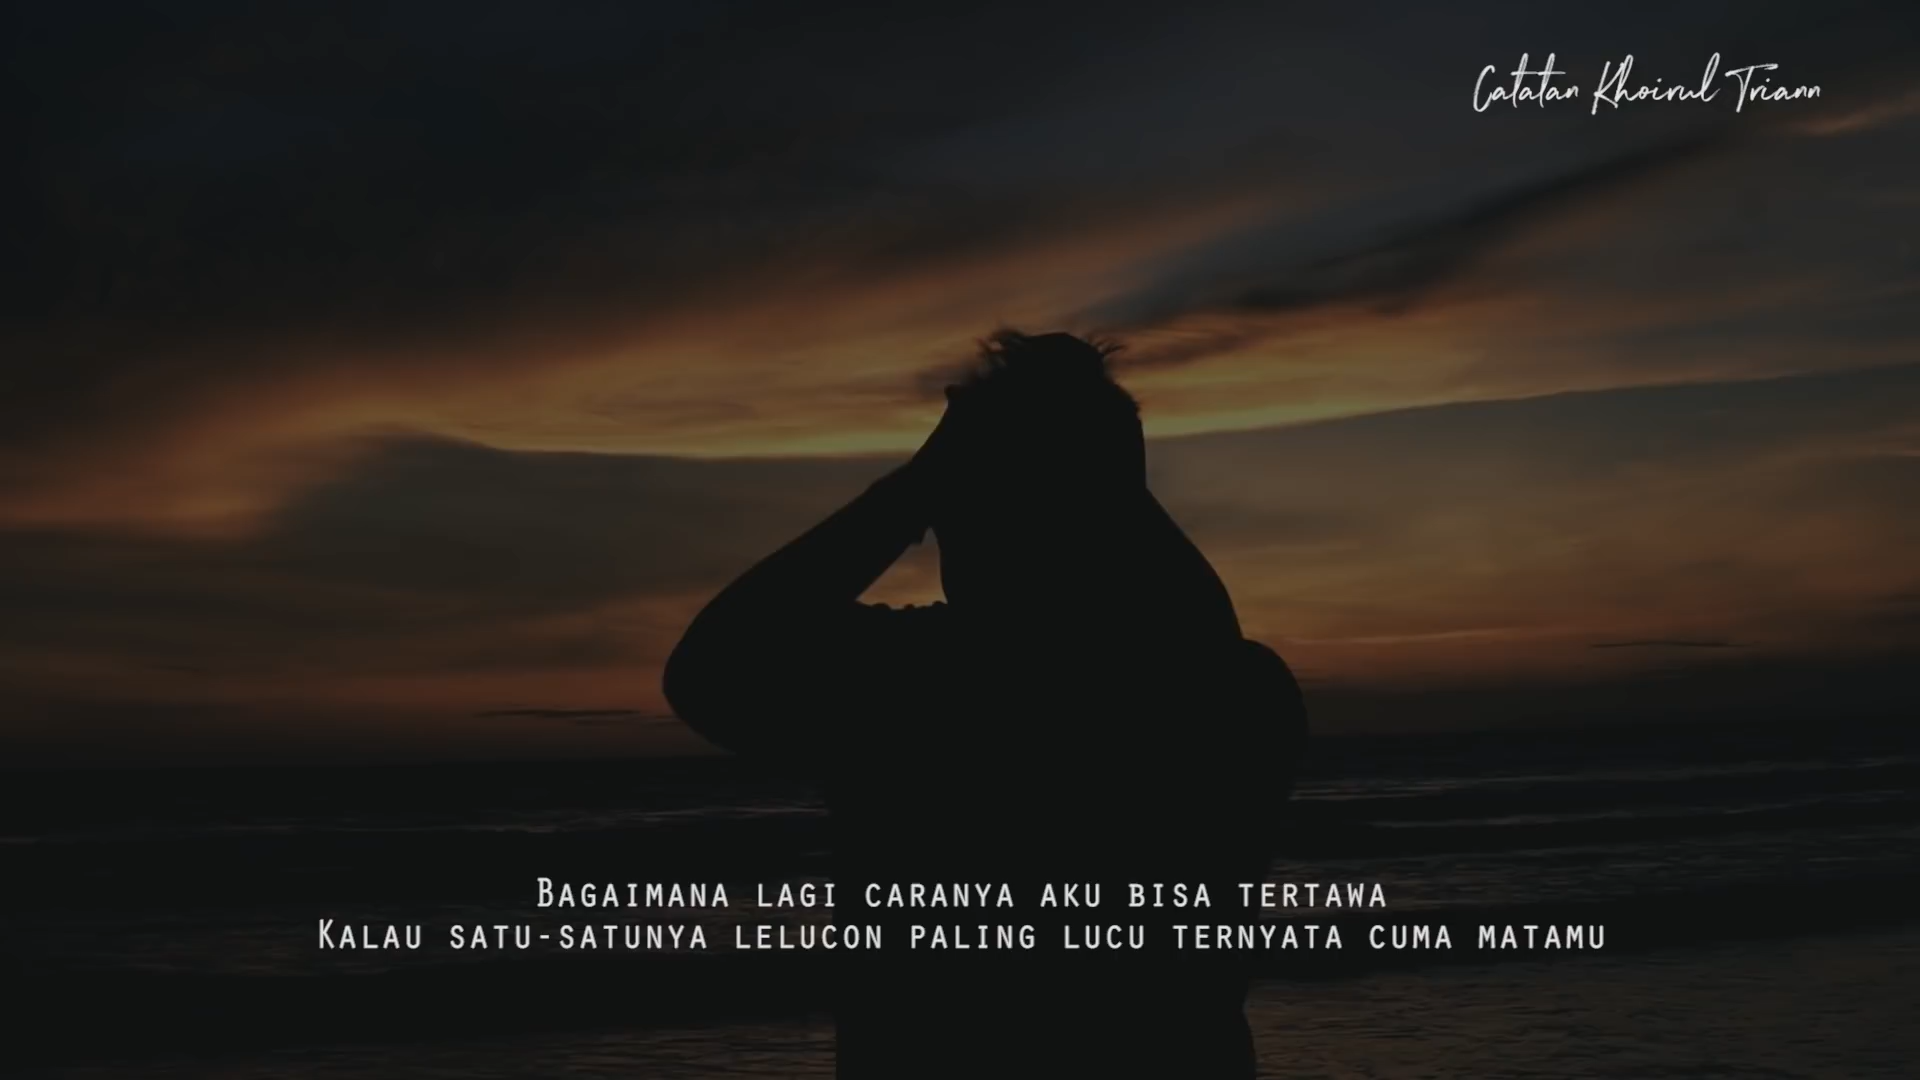 Catatan Khoirul Triann
Bagaimana lagi caranya aku bisa tertawa
Kalau satu-satunya lelucon paling lucu ternyata cuma matamu